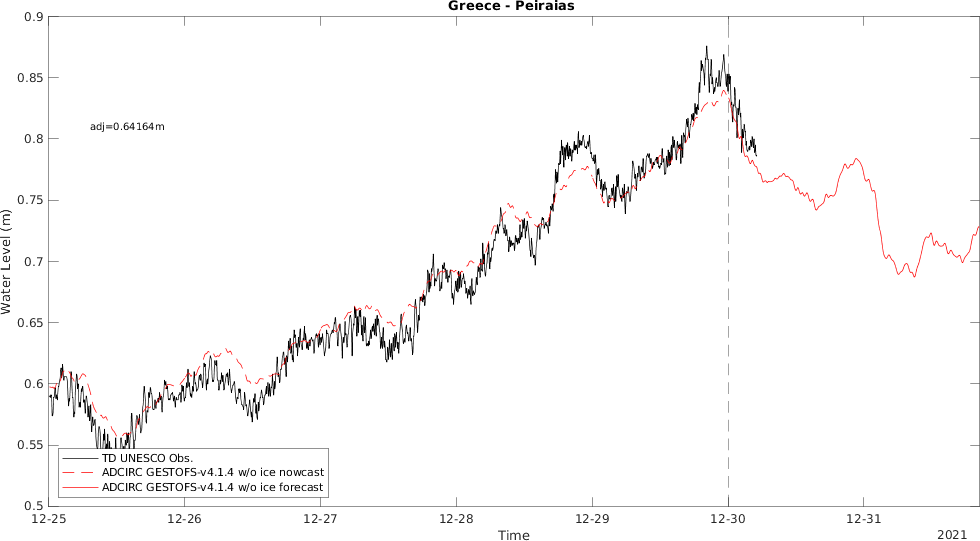 Greece - Peiraias
0.9
0.85
0.8
0.75
0.7
0.65
0.6
0.55
0.5
Water Level (m)
adj=0.64164m
TD UNESCO Obs.
ADCIRC GESTOFS-v4.1.4 w/o ice nowcast
ADCIRC GESTOFS-v4.1.4 w/o ice forecast
12-25 12-26 12-27 12-28 12-29 12-30 12-31
Time
2021